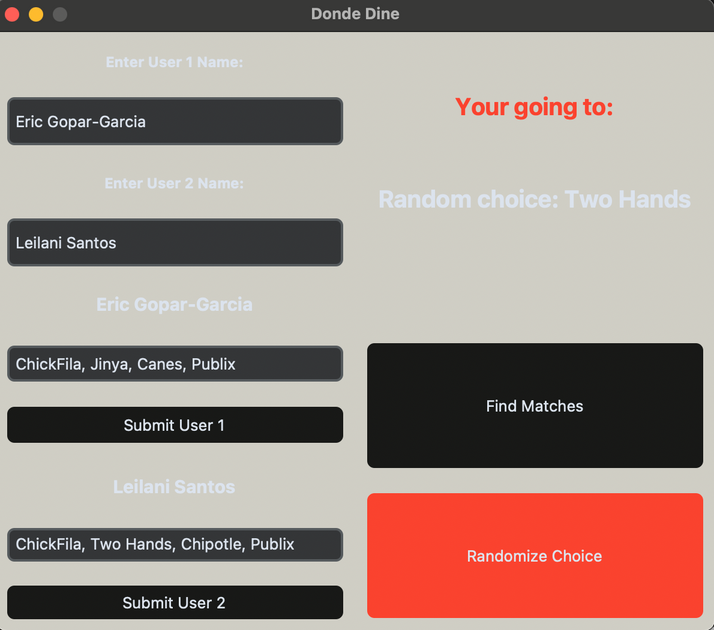 Donde Dine
Enter User 1 Name:
Eric Gopar-Garcia
Enter User 2 Name:
Leilani Santos
Eric Gopar-Garcia
ChickFila, Jinya, Canes, Publix
Submit User 1
Leilani Santos
ChickFila, Two Hands, Chipotle, Publix
Submit User 2
Your going to:
Random choice: Two Hands
Find Matches
Randomize Choice